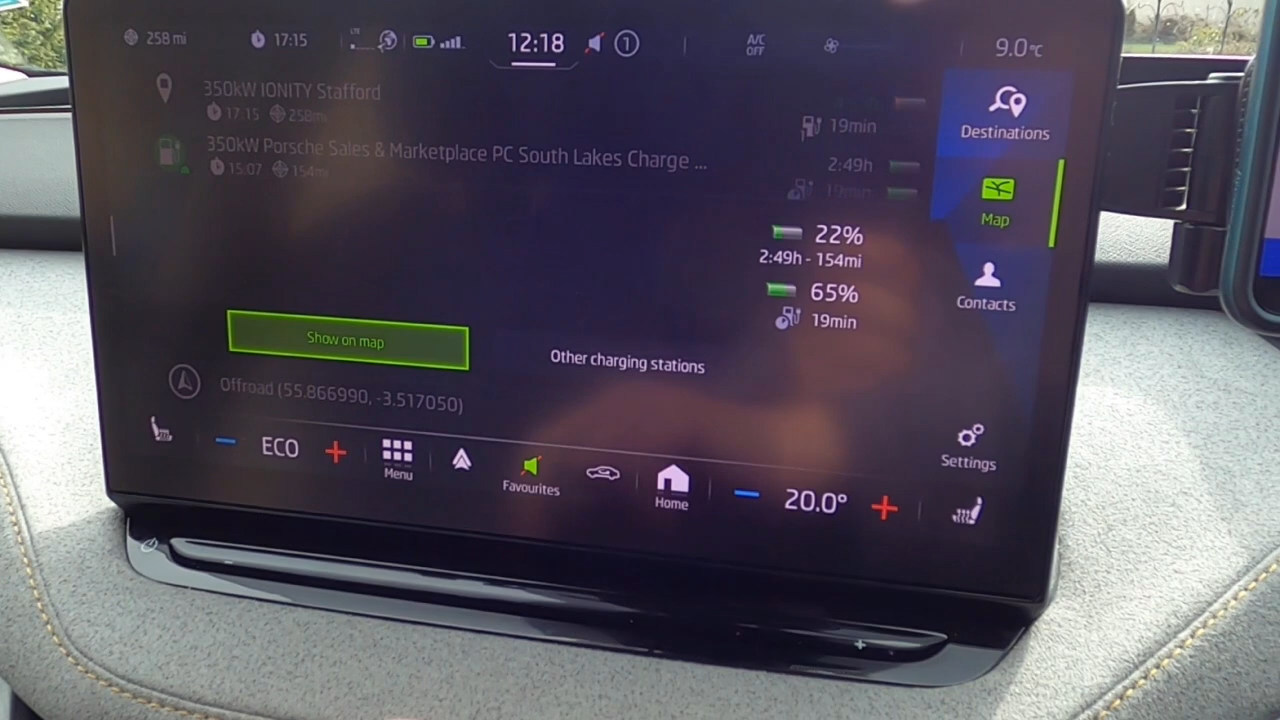 258 mi 17:15 LTE 12:18 1 A/C OFF 9.0°C
350kW IONITY Stafford
17:15 258mi
19min
Destinations
350kW Porsche Sales & Marketplace PC South Lakes Charge ...
15:07 154mi
2:49h
19min
Map
22%
2:49h - 154mi
65%
19min
Contacts
Show on map
Other charging stations
Offroad (55.866990, -3.517050)
Settings
ECO
Menu
Favourites
Home
20.0°